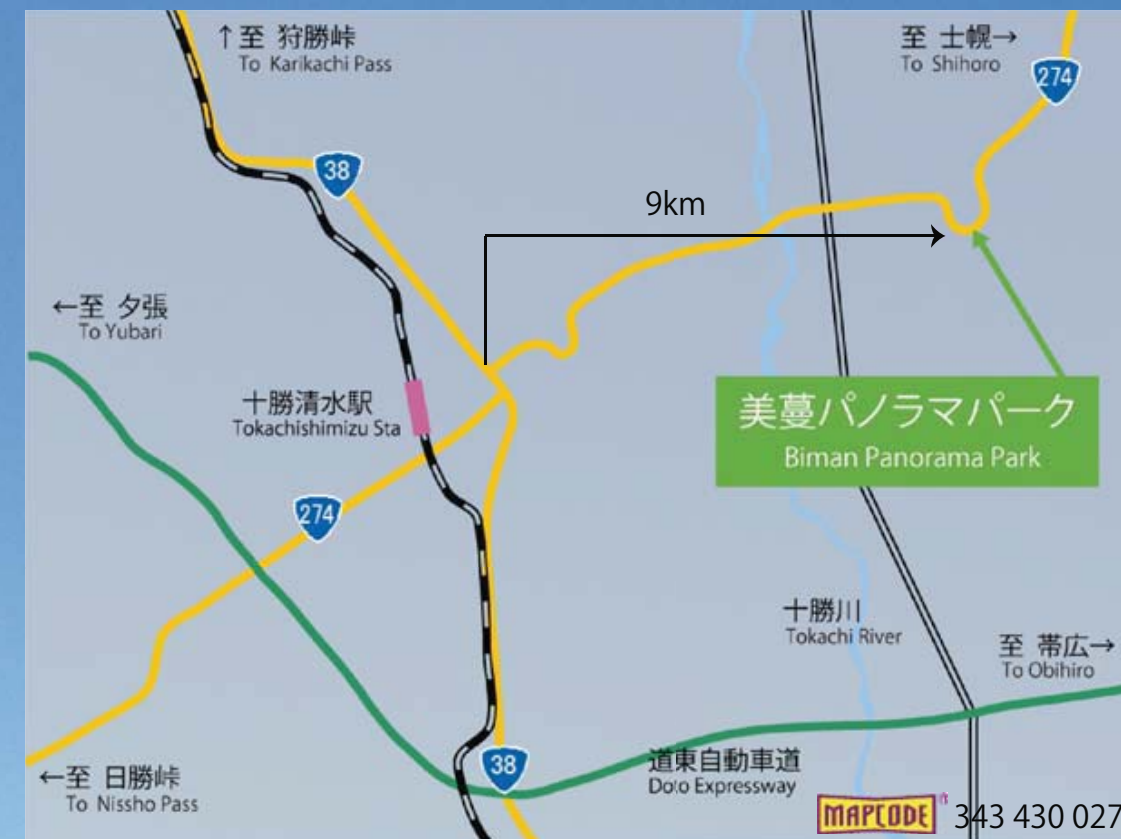 ↑至 狩勝峠
To Karikachi Pass
至 士幌→
To Shihoro
274
38
9km
←至 夕張
To Yubari
十勝清水駅
Tokachishimizu Sta
美蔓パノラマパーク
Biman Panorama Park
274
十勝川
Tokachi River
至 帯広→
To Obihiro
38
道東自動車道
Doto Expressway
←至 日勝峠
To Nissho Pass
MAPCODE 343 430 027